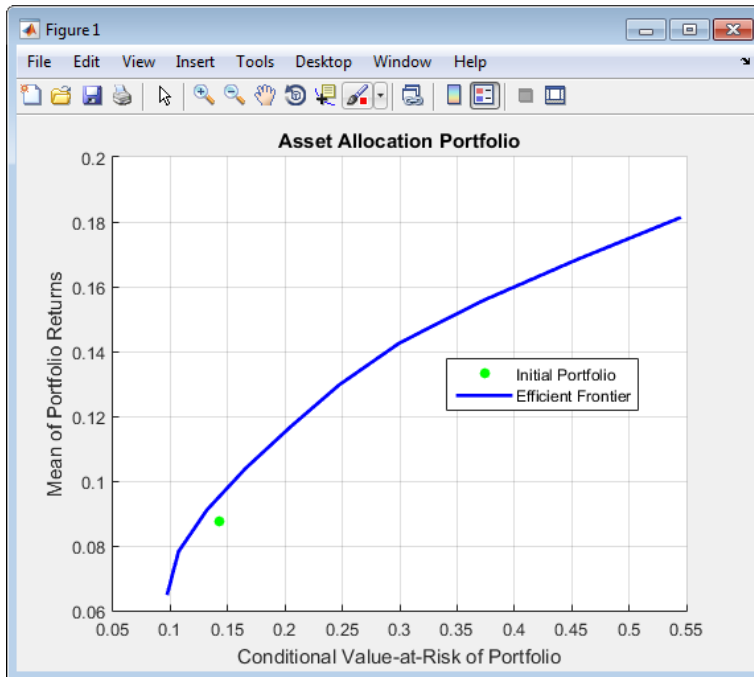 Figure 1
File Edit View Insert Tools Desktop Window Help
Asset Allocation Portfolio
0.2
0.18
0.16
0.14
0.12
0.1
0.08
0.06
Mean of Portfolio Returns
Initial Portfolio
Efficient Frontier
0.05 0.1 0.15 0.2 0.25 0.3 0.35 0.4 0.45 0.5 0.55
Conditional Value-at-Risk of Portfolio